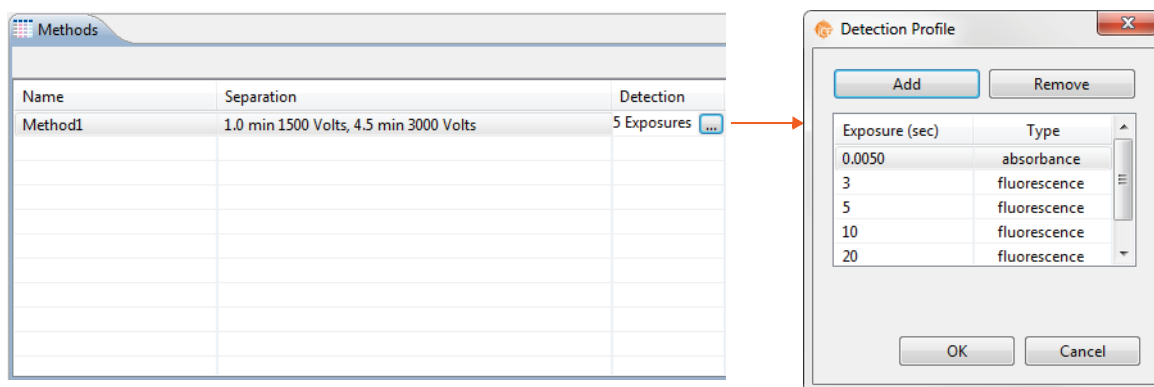 Methods
Name Separation Detection
Method1 1.0 min 1500 Volts, 4.5 min 3000 Volts 5 Exposures ...
Detection Profile
Add Remove
Exposure (sec) Type
0.0050 absorbance
3 fluorescence
5 fluorescence
10 fluorescence
20 fluorescence
OK Cancel